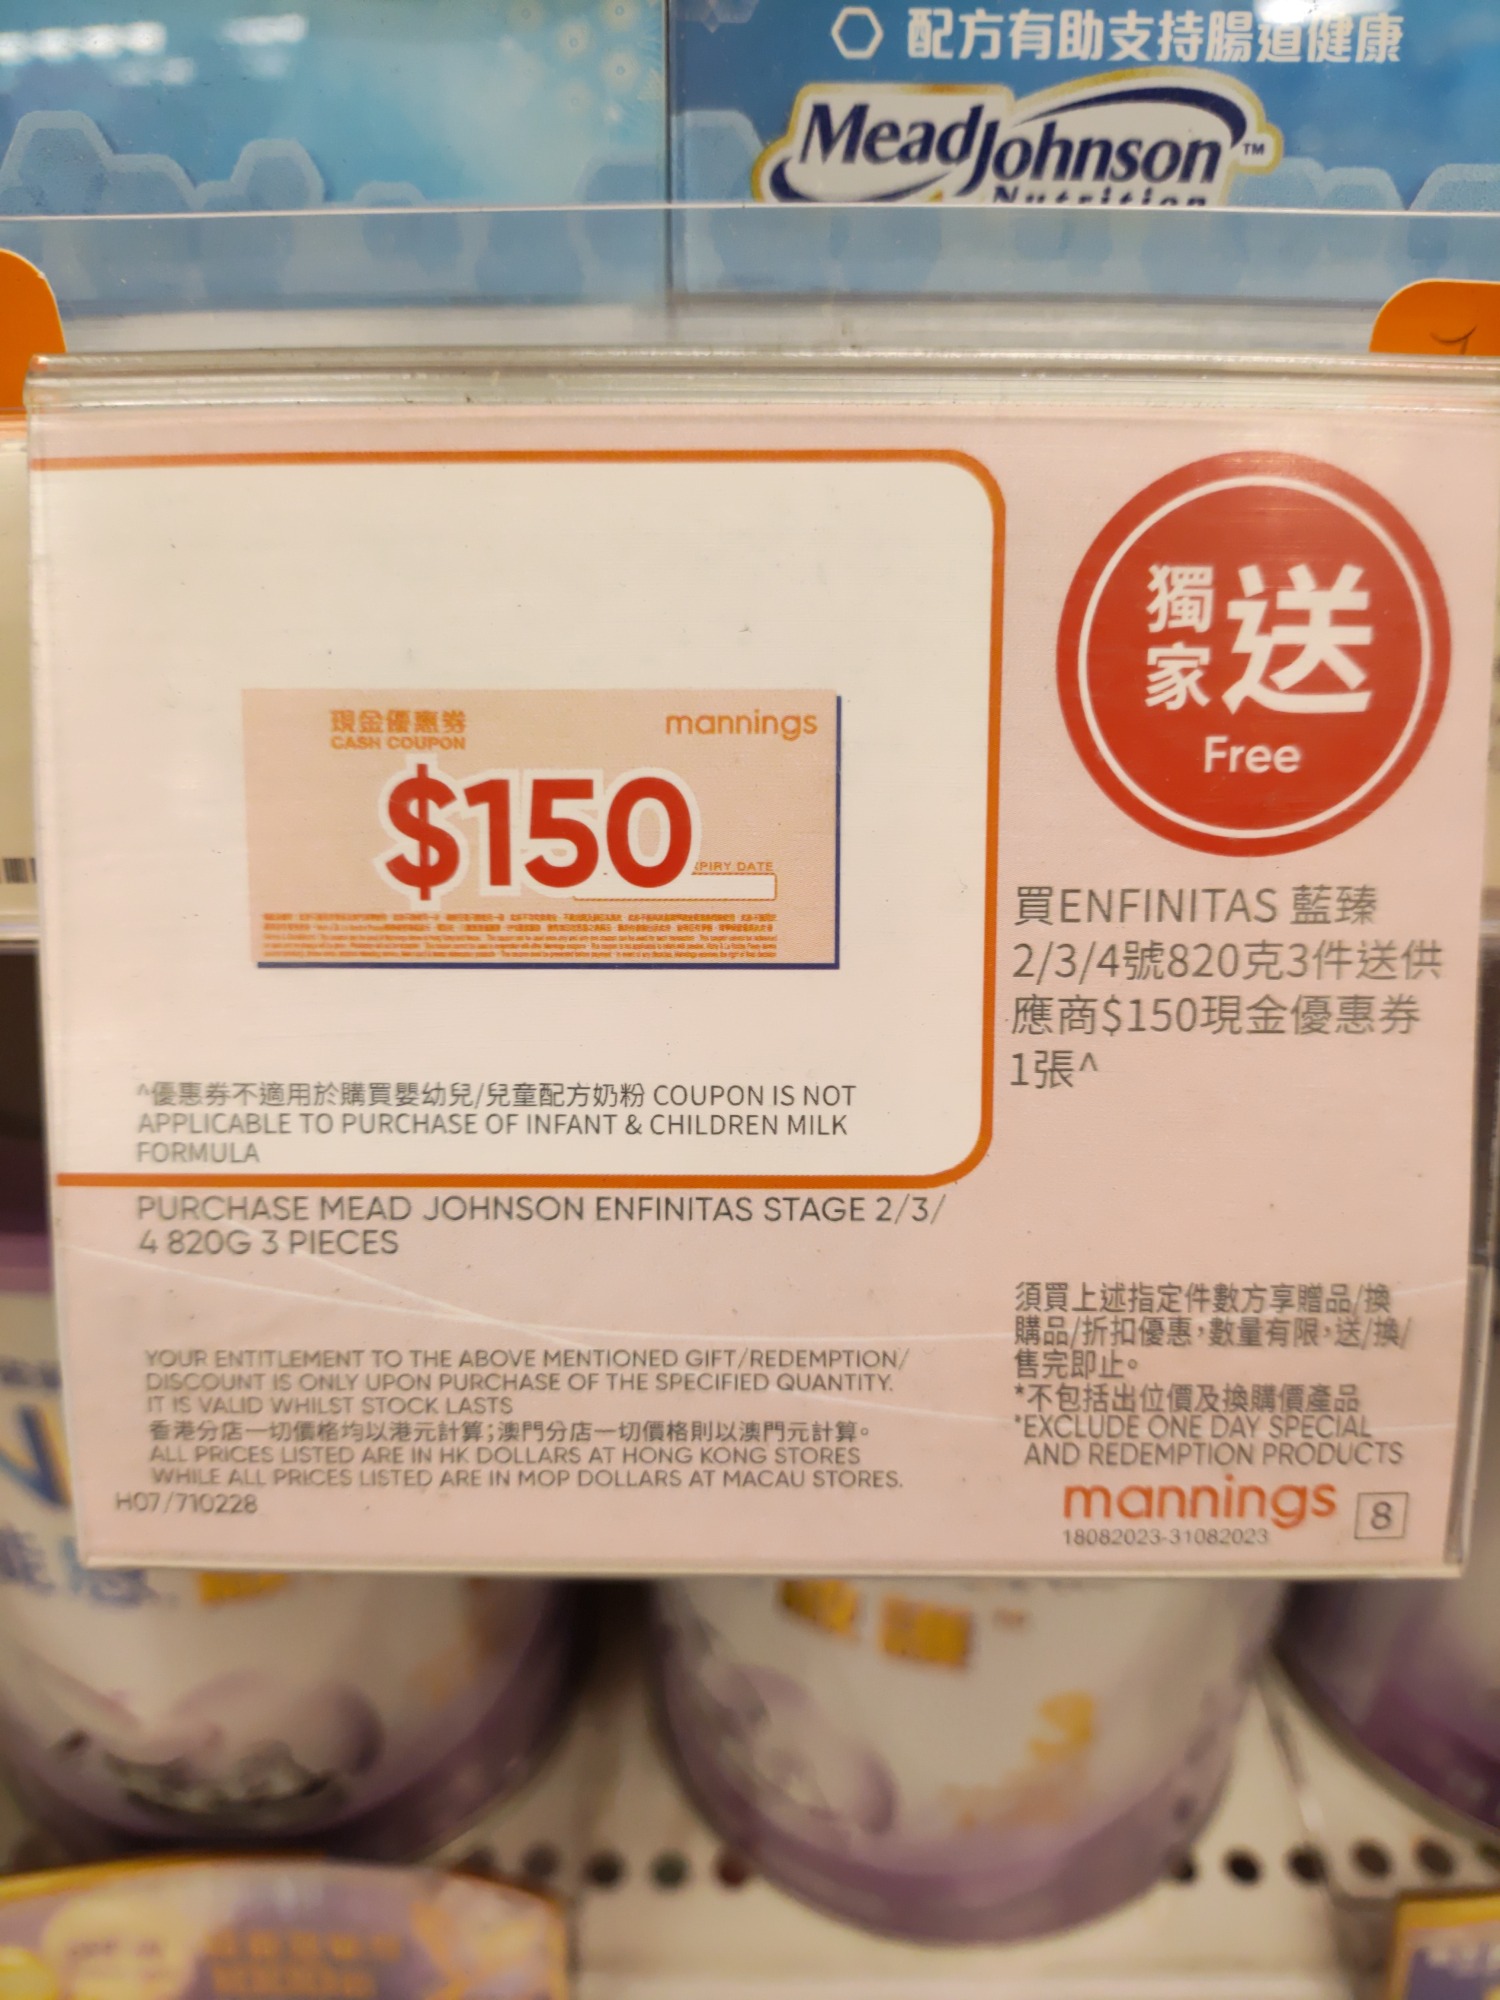 配方有助支持腸道健康
MeadJohnson™
Nutrition
獨家
送
Free
現金優惠券
CASH COUPON
mannings
$150
PIRY DATE
買ENFINITAS 藍臻
2/3/4號820克3件送供
應商$150現金優惠券
1張^
^優惠券不適用於購買嬰幼兒/兒童配方奶粉 COUPON IS NOT
APPLICABLE TO PURCHASE OF INFANT & CHILDREN MILK
FORMULA
PURCHASE MEAD JOHNSON ENFINITAS STAGE 2/3/
4 820G 3 PIECES
YOUR ENTITLEMENT TO THE ABOVE MENTIONED GIFT/REDEMPTION/
DISCOUNT IS ONLY UPON PURCHASE OF THE SPECIFIED QUANTITY.
IT IS VALID WHILST STOCK LASTS
香港分店一切價格均以港元計算;澳門分店一切價格則以澳門元計算。
ALL PRICES LISTED ARE IN HK DOLLARS AT HONG KONG STORES
WHILE ALL PRICES LISTED ARE IN MOP DOLLARS AT MACAU STORES.
H07/710228
須買上述指定件數方享贈品/換
購品/折扣優惠,數量有限,送/換/
售完即止。
*不包括出位價及換購價產品
*EXCLUDE ONE DAY SPECIAL
AND REDEMPTION PRODUCTS
mannings 8
18082023-31082023